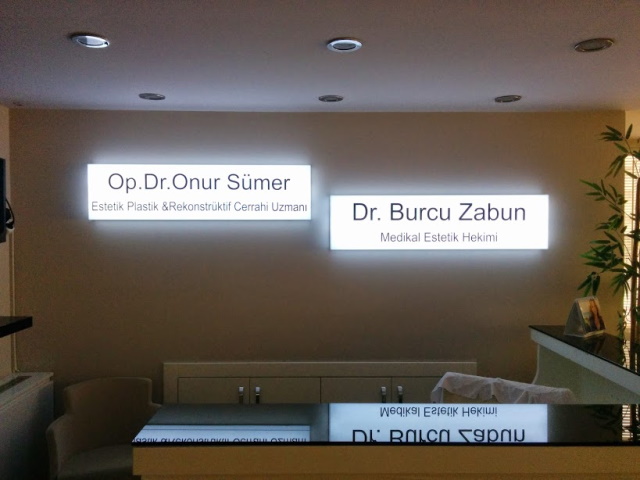 Op.Dr.Onur Sümer
Estetik Plastik &Rekonstrüktif Cerrahi Uzmanı
Dr. Burcu Zabun
Medikal Estetik Hekimi